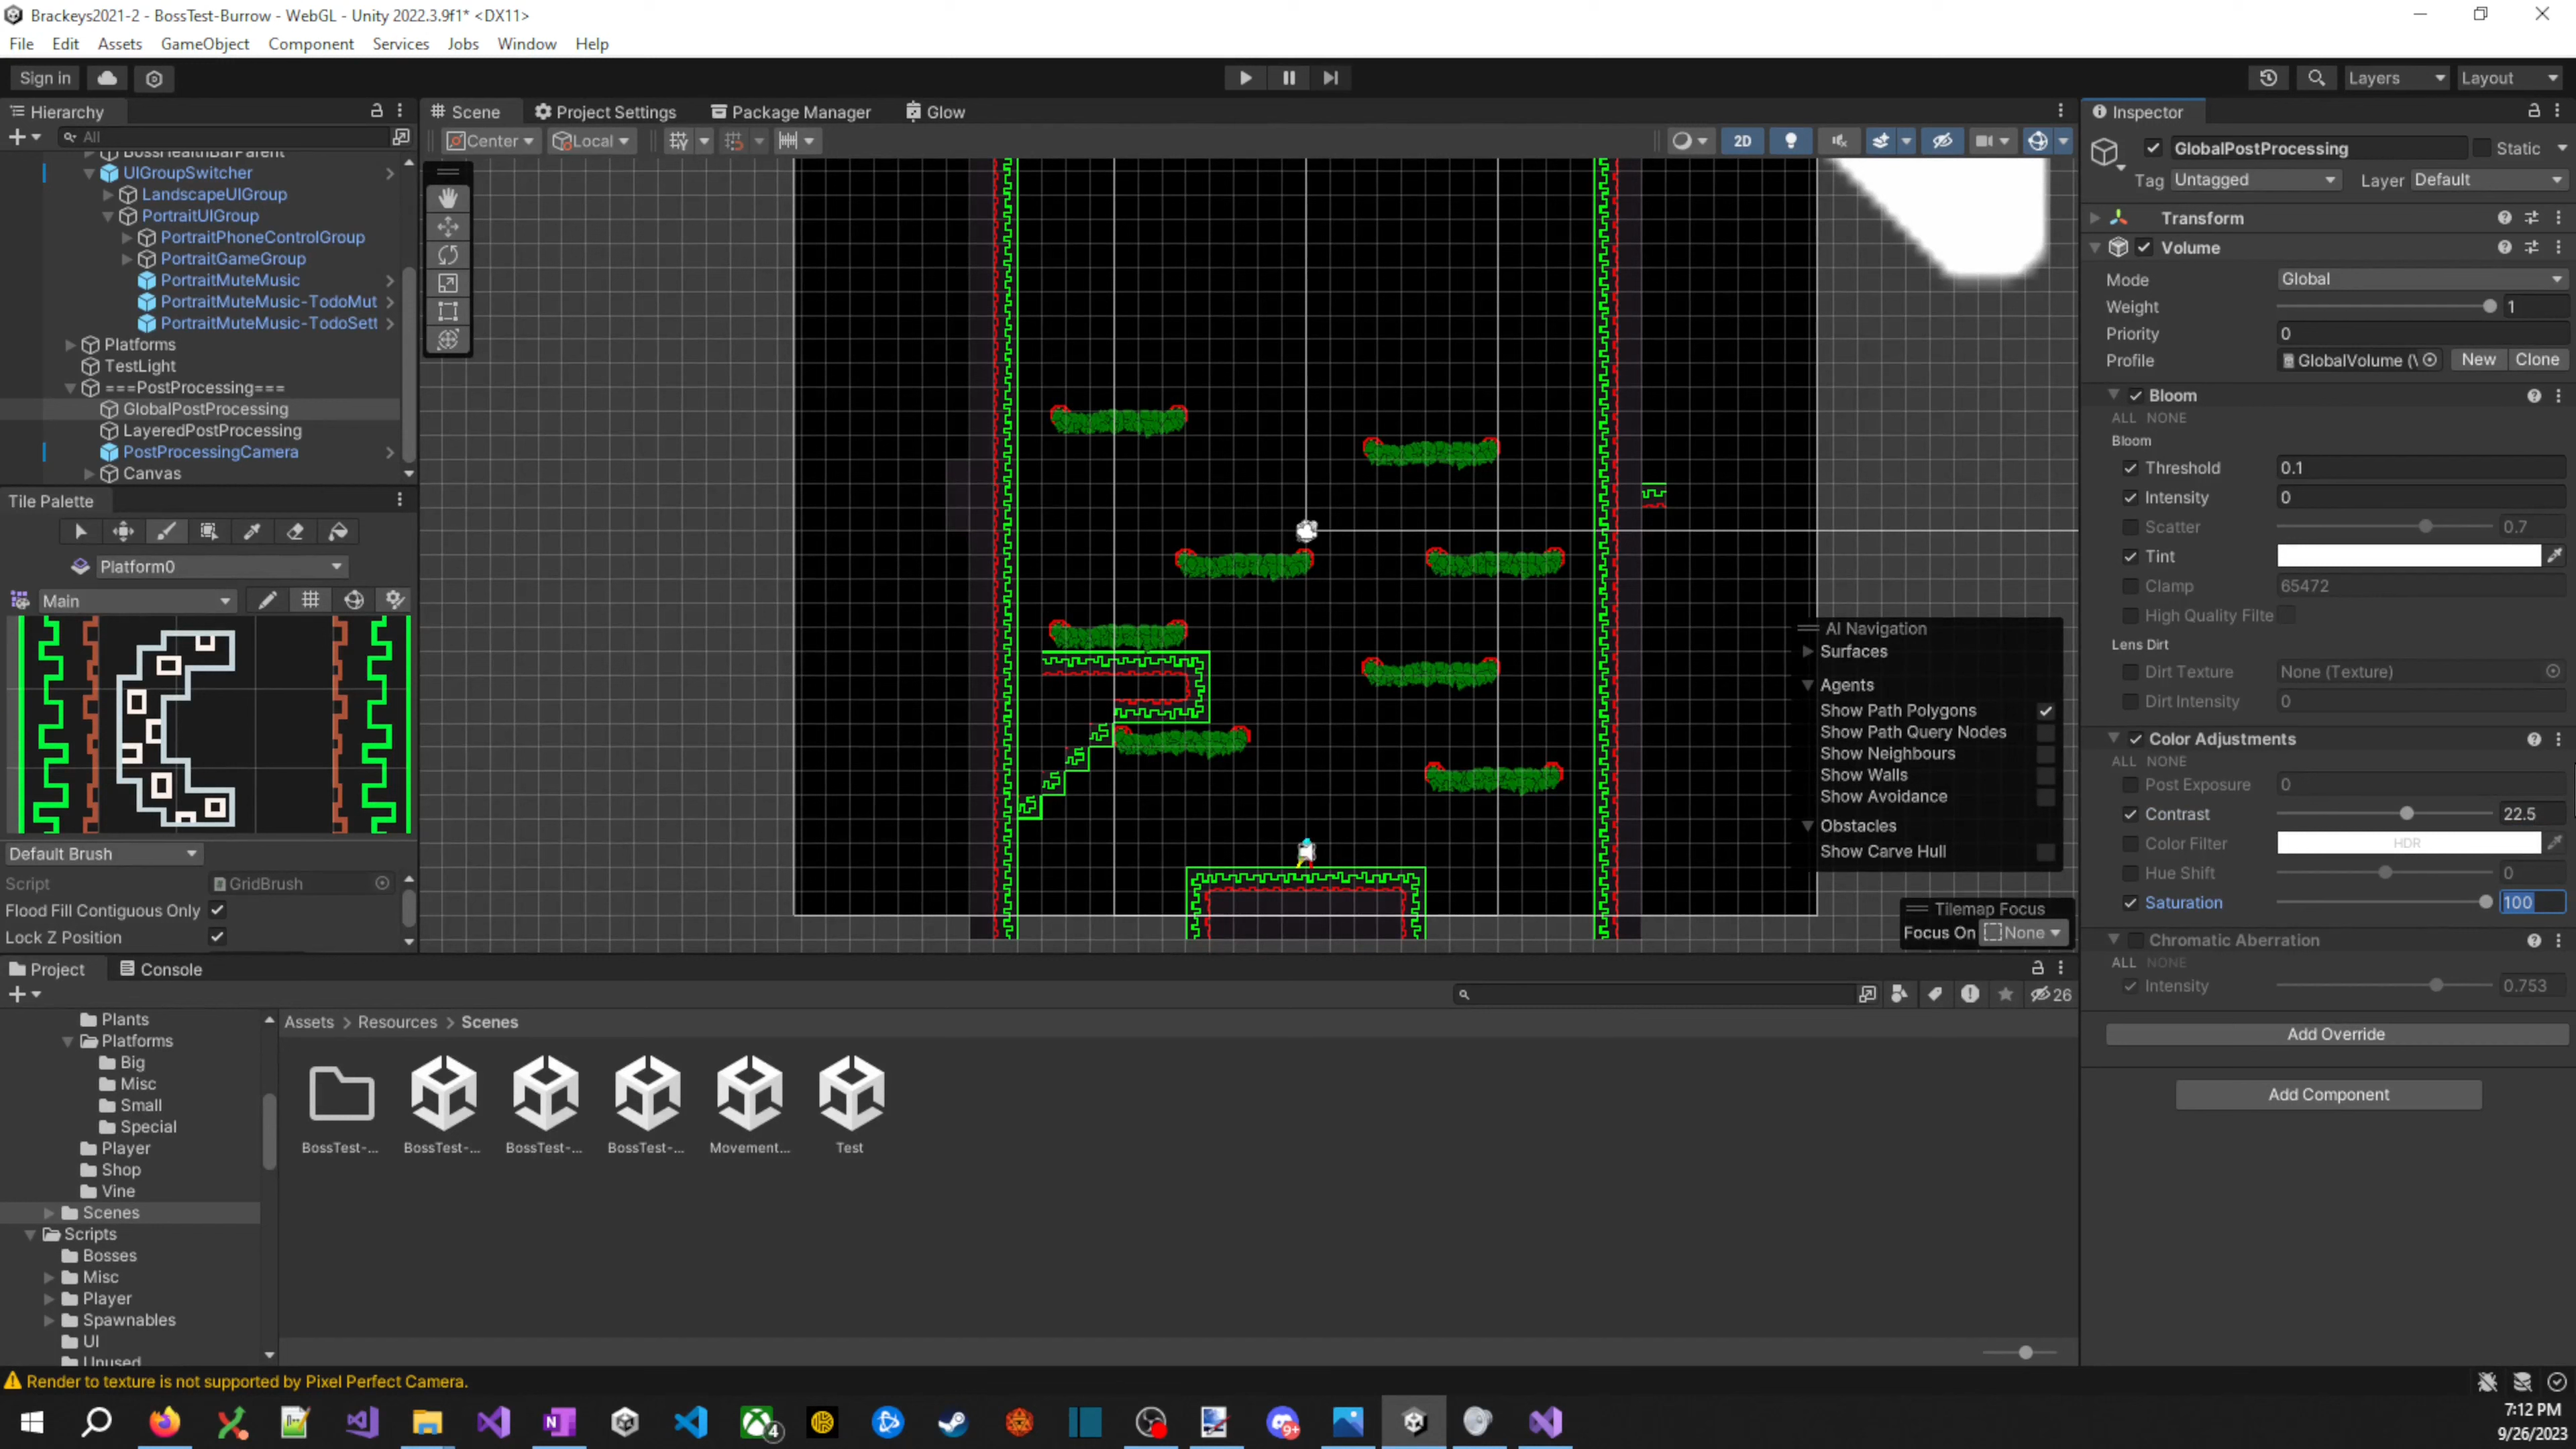 Brackeys2021-2 - BossTest-Burrow - WebGL - Unity 2022.3.9f1* <DX11>
File Edit Assets GameObject Component Services Jobs Window Help
Sign in
Layers
Layout
Hierarchy
All
BossHealthBarParent
UIGroupSwitcher
LandscapeUIGroup
PortraitUIGroup
PortraitPhoneControlGroup
PortraitGameGroup
PortraitMuteMusic
PortraitMuteMusic-TodoMut
PortraitMuteMusic-TodoSett
Platforms
TestLight
===PostProcessing===
GlobalPostProcessing
LayeredPostProcessing
PostProcessingCamera
Canvas
Tile Palette
Platform0
Main
Default Brush
Script GridBrush
Flood Fill Contiguous Only
Lock Z Position
Scene Project Settings Package Manager Glow
Center Local
2D
AI Navigation
Surfaces
Agents
Show Path Polygons
Show Path Query Nodes
Show Neighbours
Show Walls
Show Avoidance
Obstacles
Show Carve Hull
Tilemap Focus
Focus On None
Inspector
GlobalPostProcessing Static
Tag Untagged Layer Default
Transform
Volume
Mode Global
Weight 1
Priority 0
Profile GlobalVolume (V New Clone
Bloom
ALL NONE
Bloom
Threshold 0.1
Intensity 0
Scatter 0.7
Tint
Clamp 65472
High Quality Filte
Lens Dirt
Dirt Texture None (Texture)
Dirt Intensity 0
Color Adjustments
ALL NONE
Post Exposure 0
Contrast 22.5
Color Filter HDR
Hue Shift 0
Saturation 100
Chromatic Aberration
ALL NONE
Intensity 0.753
Add Override
Add Component
Project Console
26
Plants
Platforms
Big
Misc
Small
Special
Player
Shop
Vine
Scenes
Scripts
Bosses
Misc
Player
Spawnables
UI
Unused
Assets > Resources > Scenes
BossTest-... BossTest-... BossTest-... BossTest-... Movement... Test
Render to texture is not supported by Pixel Perfect Camera.
4
9+
7:12 PM
9/26/2023